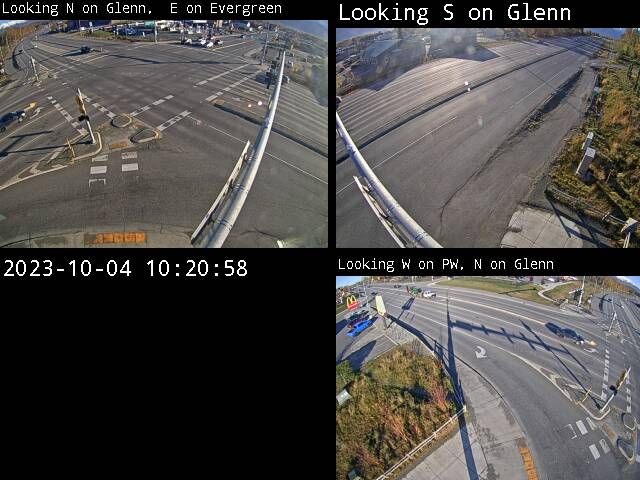 Looking N on Glenn,  E on Evergreen
Looking S on Glenn
2023-10-04 10:20:58
Looking W on PW, N on Glenn